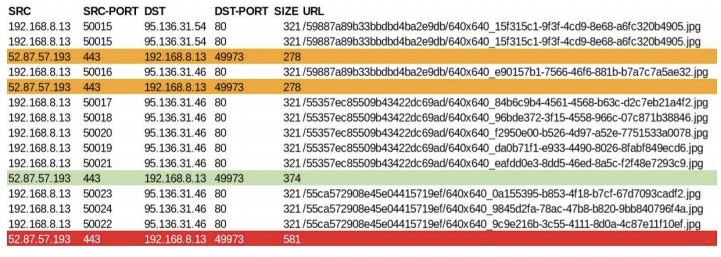 SRC SRC-PORT DST DST-PORT SIZE URL
192.168.8.13 50015 95.136.31.54 80 321 /59887a89b33bbdbd4ba2e9db/640x640_15f315c1-9f3f-4cd9-8e68-a6fc320b4905.jpg
192.168.8.13 50015 95.136.31.54 80 321 /59887a89b33bbdbd4ba2e9db/640x640_15f315c1-9f3f-4cd9-8e68-a6fc320b4905.jpg
52.87.57.193 443 192.168.8.13 49973 278
192.168.8.13 50016 95.136.31.46 80 321 /59887a89b33bbdbd4ba2e9db/640x640_e90157b1-7566-46f6-881b-b7a7c7a5ae32.jpg
52.87.57.193 443 192.168.8.13 49973 278
192.168.8.13 50017 95.136.31.46 80 321 /55357ec85509b43422dc69ad/640x640_84b6c9b4-4561-4568-b63c-d2c7eb21a4f2.jpg
192.168.8.13 50018 95.136.31.46 80 321 /55357ec85509b43422dc69ad/640x640_96bde372-3f15-4558-966c-07c871b38846.jpg
192.168.8.13 50020 95.136.31.46 80 321 /55357ec85509b43422dc69ad/640x640_f2950e00-b526-4d97-a52e-7751533a0078.jpg
192.168.8.13 50019 95.136.31.46 80 321 /55357ec85509b43422dc69ad/640x640_da0b71f1-e933-4490-8026-8fabf849ecd6.jpg
192.168.8.13 50021 95.136.31.46 80 321 /55357ec85509b43422dc69ad/640x640_eafdd0e3-8dd5-46ed-8a5c-f2f48e7293c9.jpg
52.87.57.193 443 192.168.8.13 49973 374
192.168.8.13 50023 95.136.31.46 80 321 /55ca572908e45e04415719ef/640x640_0a155395-b853-4f18-b7cf-67d7093cadf2.jpg
192.168.8.13 50024 95.136.31.46 80 321 /55ca572908e45e04415719ef/640x640_9845d2fa-78ac-47b8-b820-9bb840796f4a.jpg
192.168.8.13 50022 95.136.31.46 80 321 /55ca572908e45e04415719ef/640x640_9c9e216b-3c55-4111-8d0a-4c87e11f10ef.jpg
52.87.57.193 443 192.168.8.13 49973 581